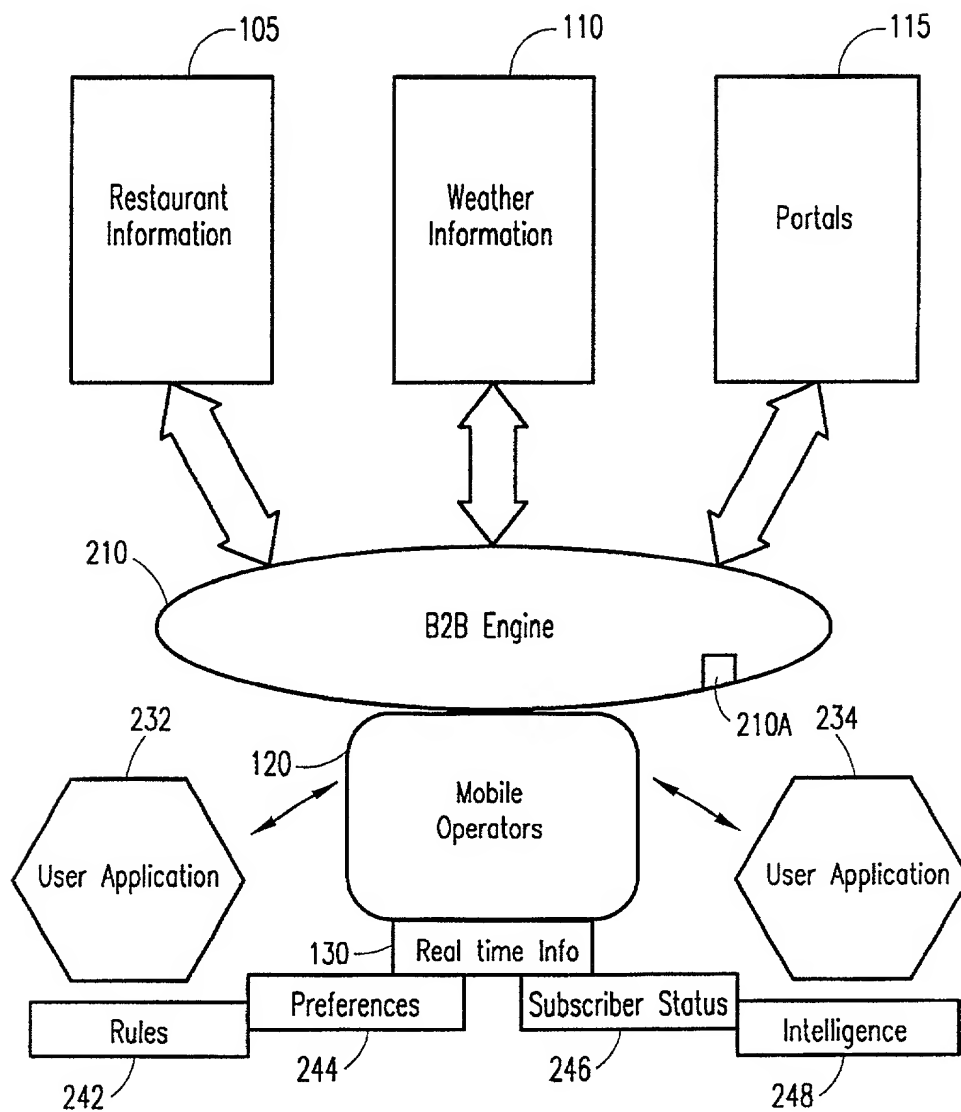 105
110
115
Restaurant
Information
Weather
Information
Portals
210
B2B Engine
210A
232
120
234
Mobile
Operators
User Application
User Application
130
Real time Info
Preferences
Subscriber Status
Rules
Intelligence
242
244
246
248